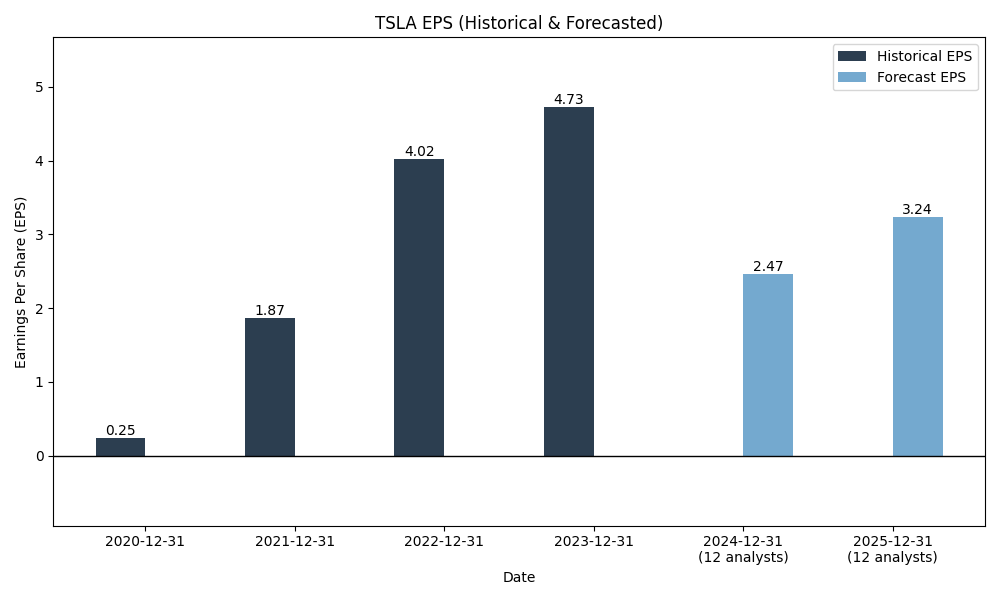 TSLA EPS (Historical & Forecasted)
Historical EPS
Forecast EPS
Earnings Per Share (EPS)
5
4
3
2
1
0
0.25
1.87
4.02
4.73
2.47
3.24
2020-12-31
2021-12-31
2022-12-31
2023-12-31
2024-12-31
(12 analysts)
2025-12-31
(12 analysts)
Date